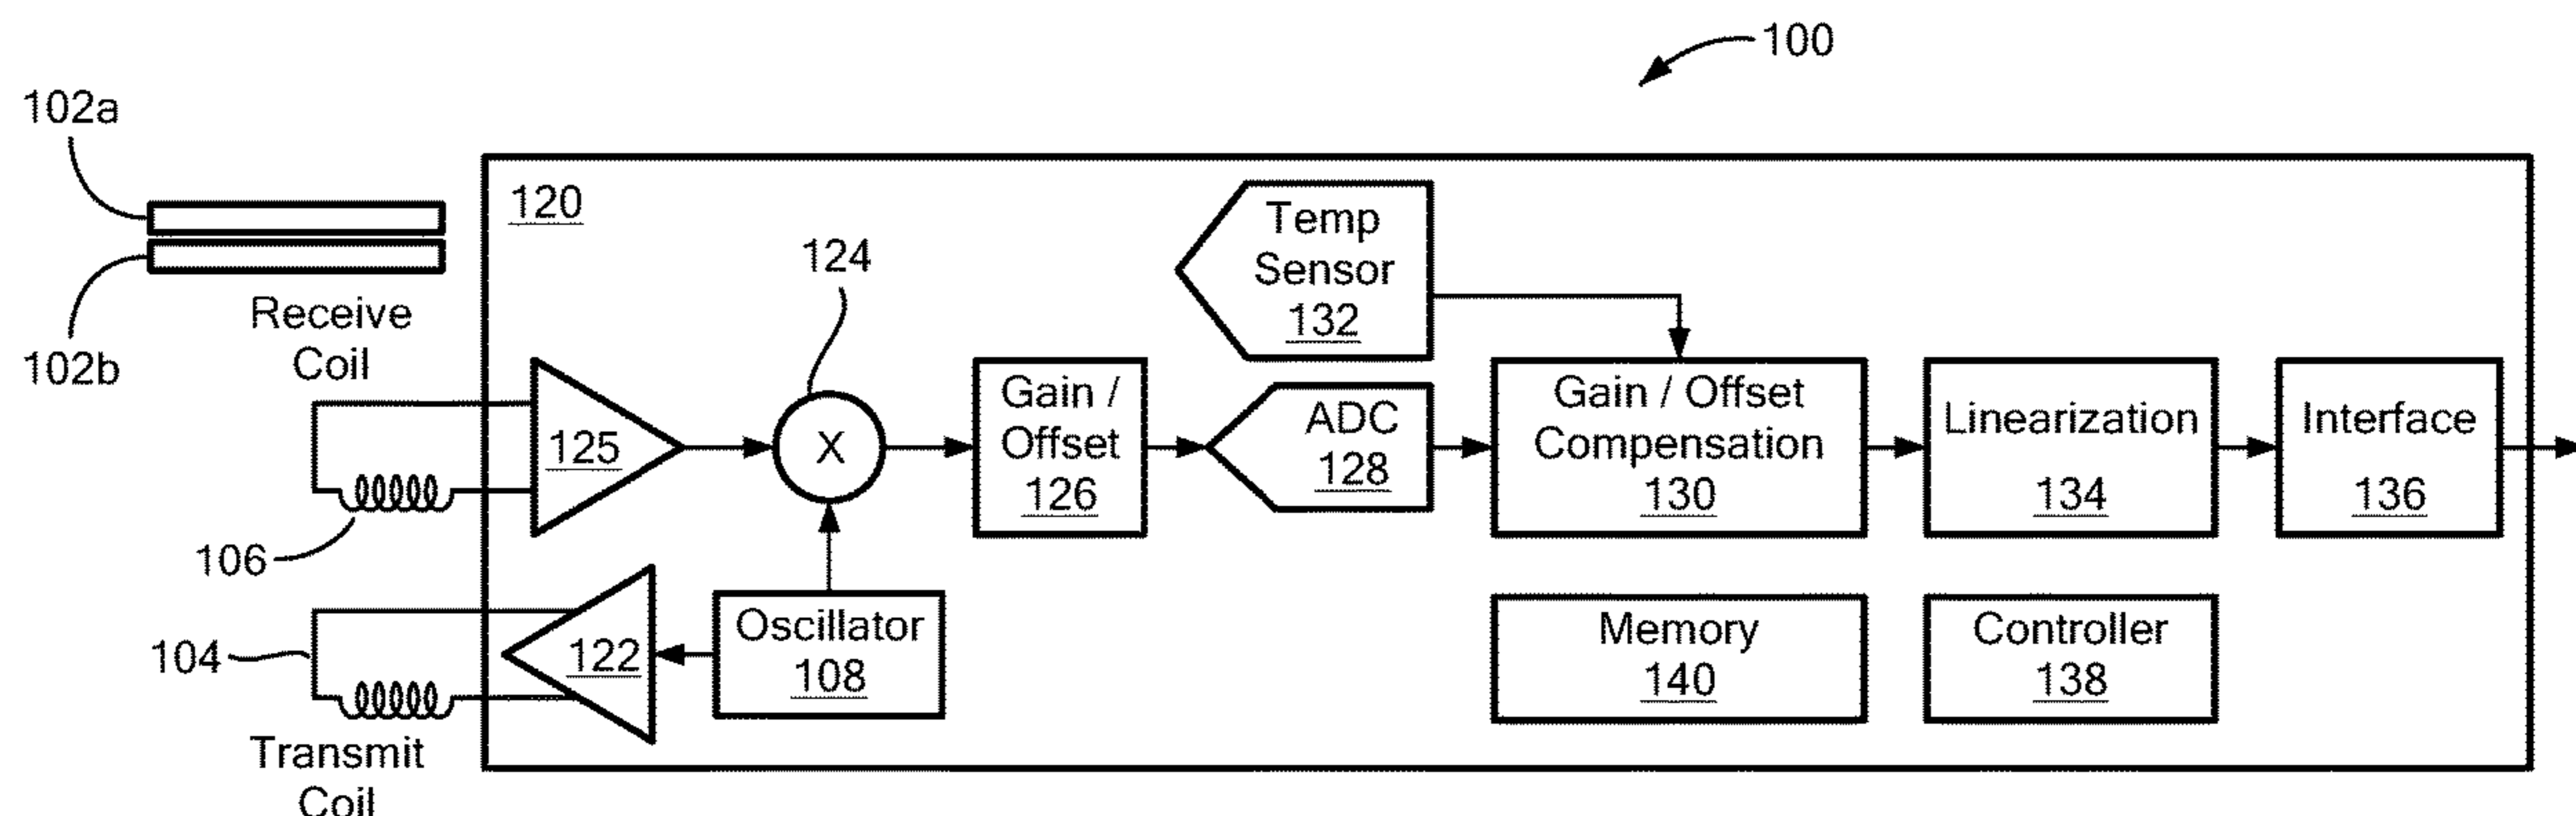 100
102a
102b
Receive
Coil
106
104
Transmit
Coil
120
125
122
124
X
Oscillator
108
Gain /
Offset
126
Temp
Sensor
132
ADC
128
Gain / Offset
Compensation
130
Linearization
134
Interface
136
Memory
140
Controller
138